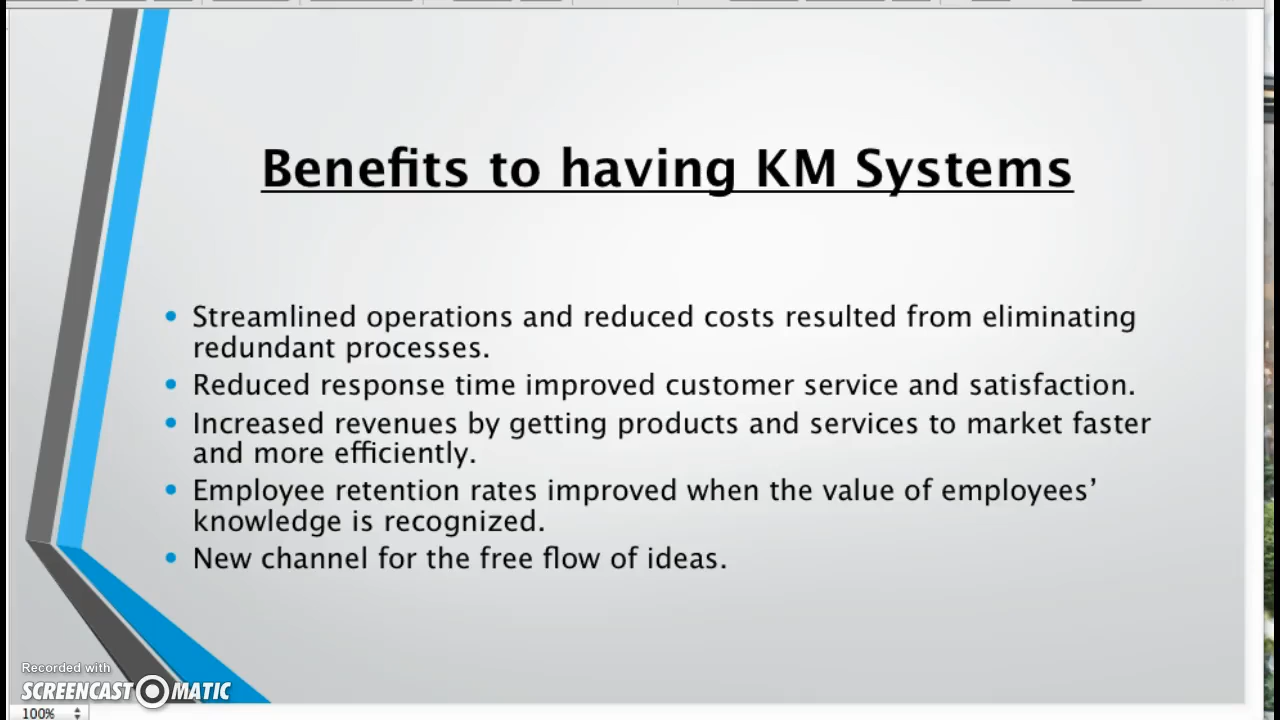 Benefits to having KM Systems
• Streamlined operations and reduced costs resulted from eliminating
redundant processes.
• Reduced response time improved customer service and satisfaction.
• Increased revenues by getting products and services to market faster
and more efficiently.
• Employee retention rates improved when the value of employees’
knowledge is recognized.
• New channel for the free flow of ideas.
Recorded with
SCREENCAST MATIC
100%